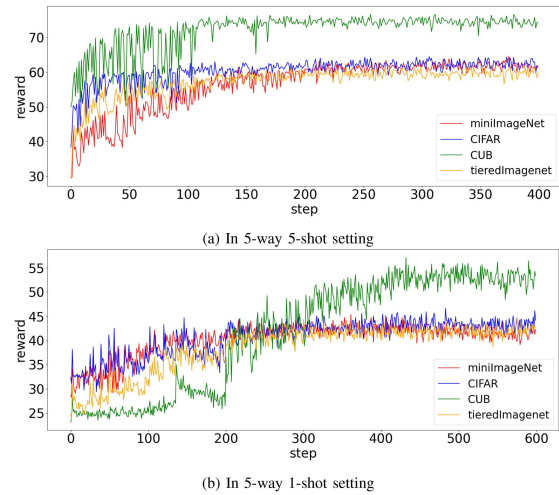 70
60
50
40
30
reward
0
50
100
150
200
250
300
350
400
step
miniImageNet
CIFAR
CUB
tieredImagenet
(a) In 5-way 5-shot setting
55
50
45
40
35
30
25
reward
0
100
200
300
400
500
600
step
miniImageNet
CIFAR
CUB
tieredImagenet
(b) In 5-way 1-shot setting